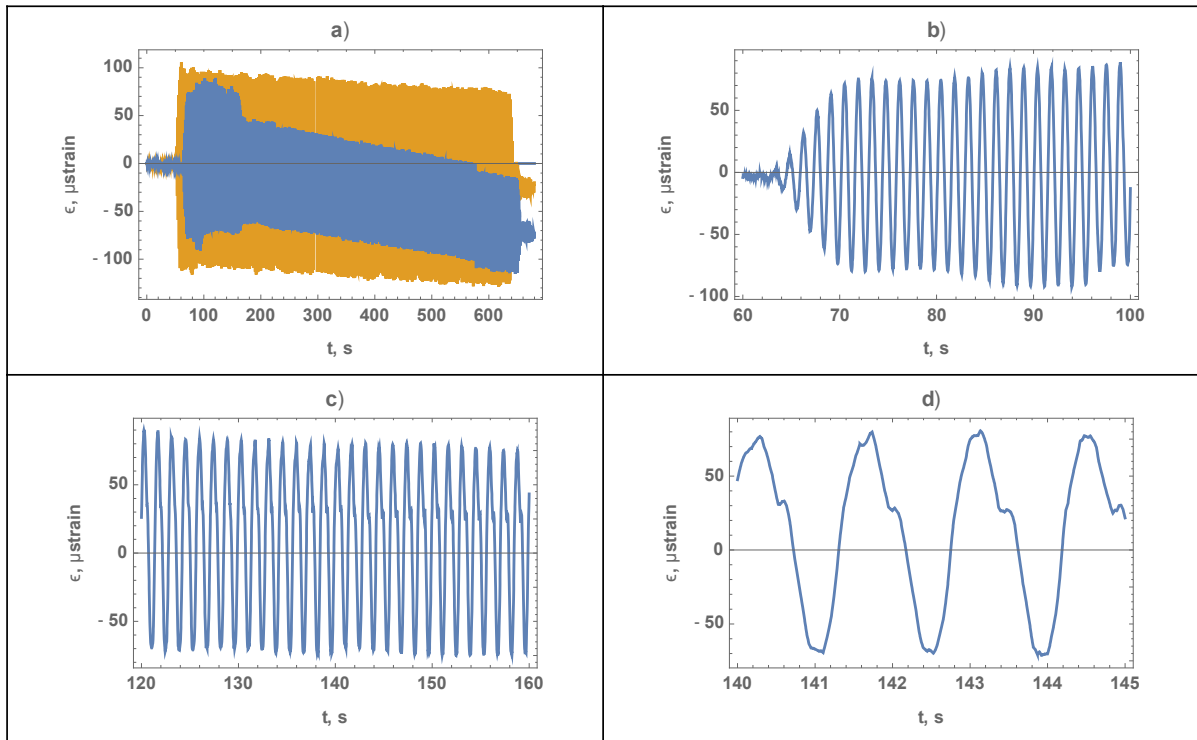 a)
100
50
0
- 50
- 100
ϵ, μstrain
0 100 200 300 400 500 600
t, s
b)
50
0
- 50
- 100
ϵ, μstrain
60 70 80 90 100
t, s
c)
50
0
- 50
ϵ, μstrain
120 130 140 150 160
t, s
d)
50
0
- 50
ϵ, μstrain
140 141 142 143 144 145
t, s